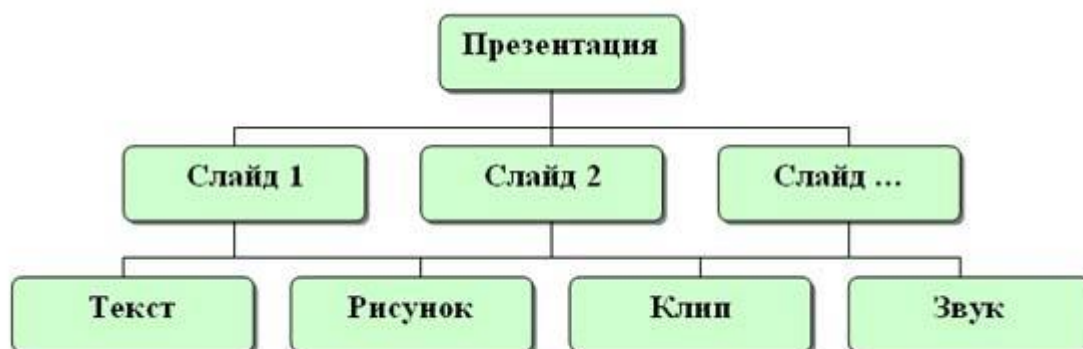 Презентация
Слайд 1
Слайд 2
Слайд ...
Текст
Рисунок
Клип
Звук